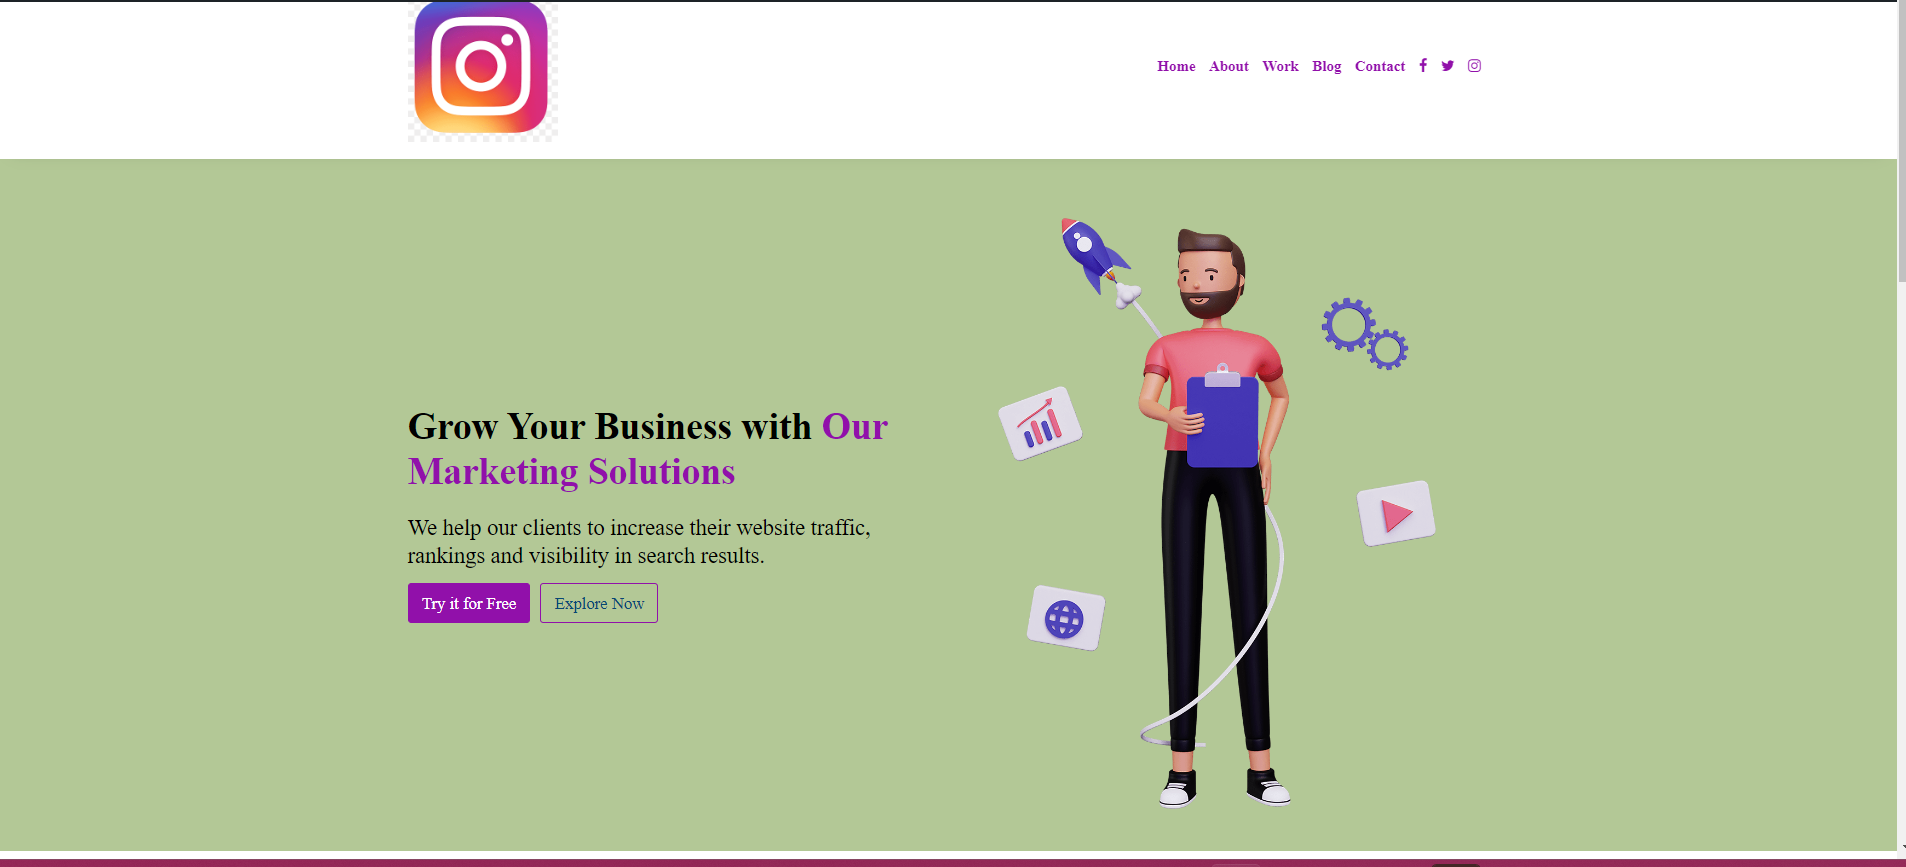 Home About Work Blog Contact
Grow Your Business with Our
Marketing Solutions
We help our clients to increase their website traffic,
rankings and visibility in search results.
Try it for Free Explore Now